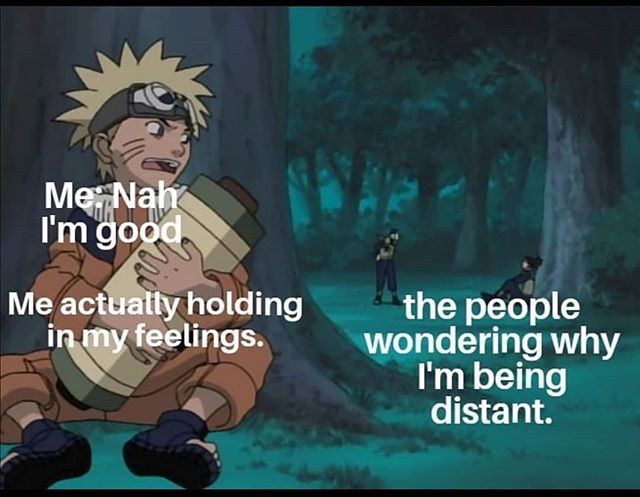 Me: Nah
I'm good
Me actually holding
in my feelings.
the people
wondering why
I'm being
distant.